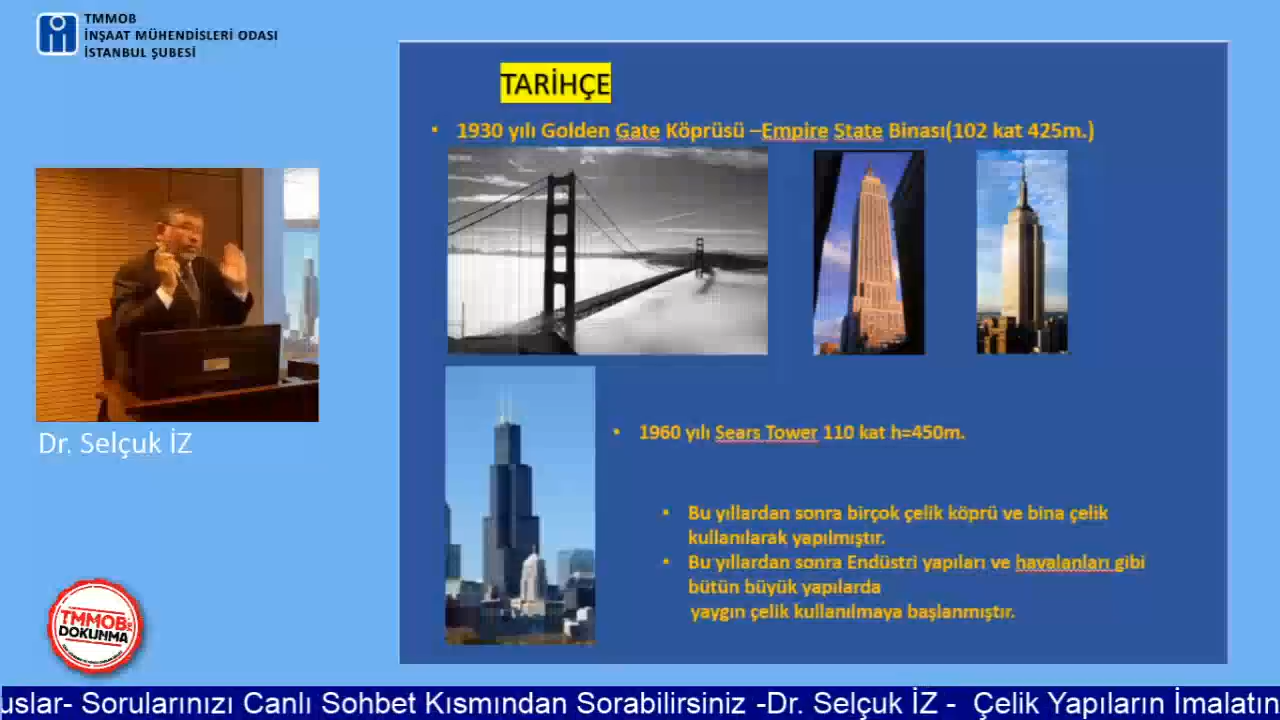 TMMOB
İNŞAAT MÜHENDİSLERİ ODASI
İSTANBUL ŞUBESİ
TARİHÇE
• 1930 yılı Golden Gate Köprüsü –Empire State Binası(102 kat 425m.)
• 1960 yılı Sears Tower 110 kat h=450m.
• Bu yıllardan sonra birçok çelik köprü ve bina çelik
kullanılarak yapılmıştır.
• Bu yıllardan sonra Endüstri yapıları ve havalanları gibi
bütün büyük yapılarda
yaygın çelik kullanılmaya başlanmıştır.
Dr. Selçuk İZ
TMMOB
DOKUNMA
uslar- Sorularınızı Canlı Sohbet Kısmından Sorabilirsiniz -Dr. Selçuk İZ - Çelik Yapıların İmalatın